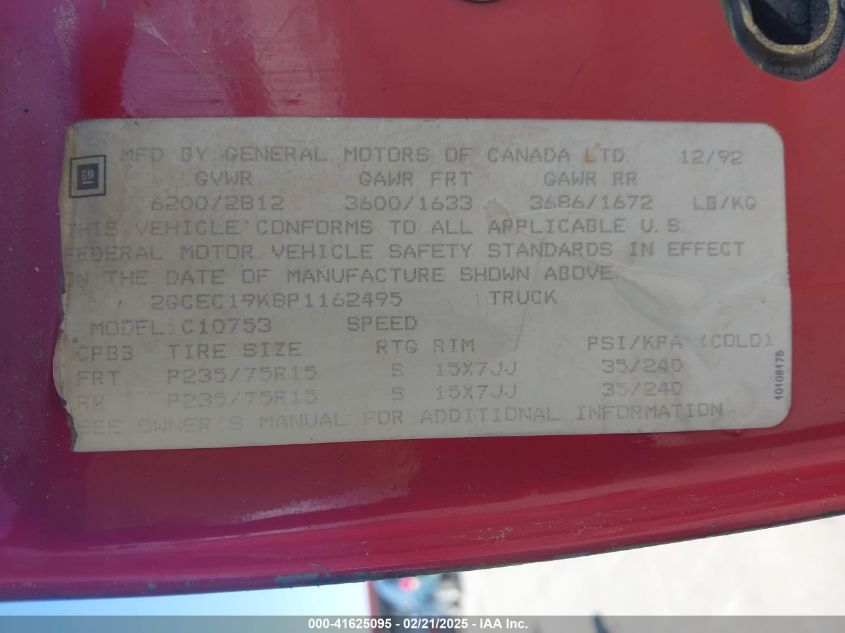 MFD BY GENERAL MOTORS OF CANADA LTD. 12/92
GM
GVWR GAWR FRT GAWR RR
6200/2812 3600/1633 3686/1672 LB/KG
THIS VEHICLE CONFORMS TO ALL APPLICABLE U.S.
FEDERAL MOTOR VEHICLE SAFETY STANDARDS IN EFFECT
ON THE DATE OF MANUFACTURE SHOWN ABOVE.
2GCEC19K8P1162495 TRUCK
MODEL: C10753 SPEED
CPB3 TIRE SIZE RTG RIM PSI/KPA (COLD)
FRT P235/75R15 S 15X7JJ 35/240
RR P235/75R15 S 15X7JJ 35/240
SEE OWNER'S MANUAL FOR ADDITIONAL INFORMATION
10108175
000-41625095 - 02/21/2025 - IAA Inc.